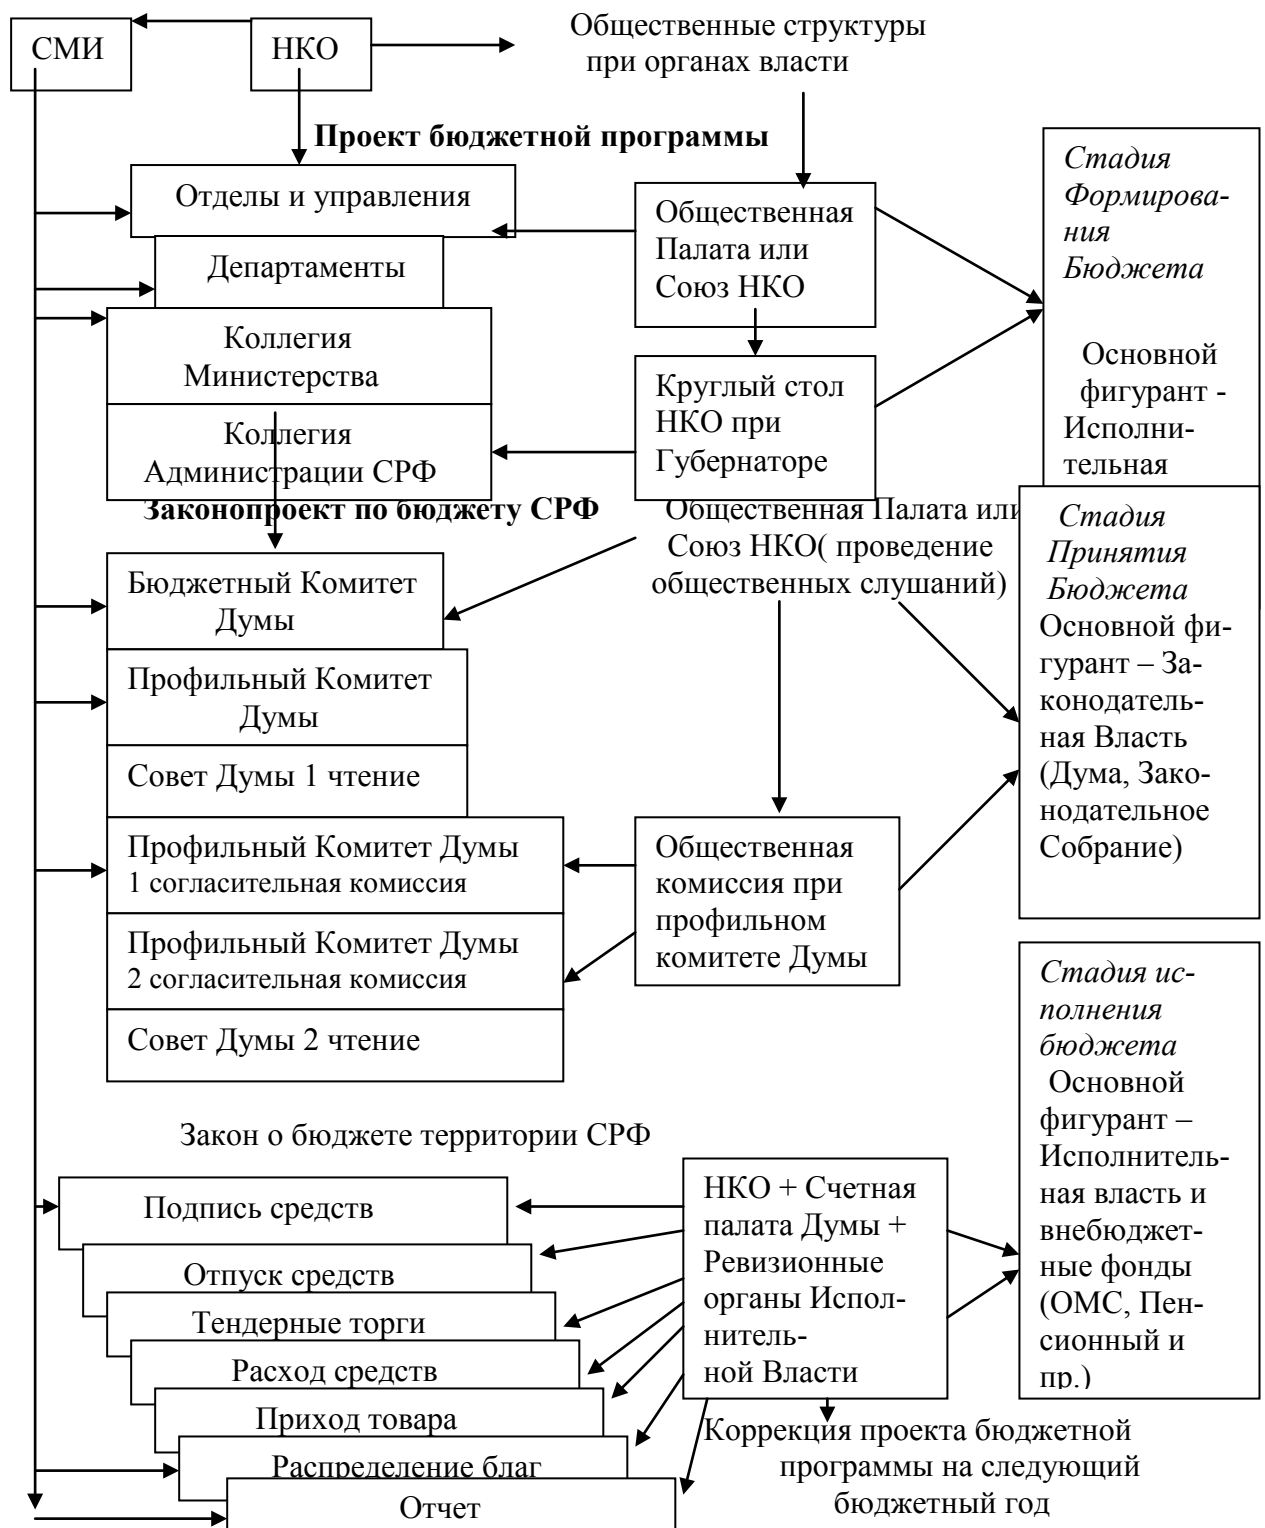 СМИ
НКО
Общественные структуры
при органах власти
Проект бюджетной программы
Отделы и управления
Департаменты
Коллегия
Министерства
Коллегия
Администрации СРФ
Общественная
Палата или
Союз НКО
Круглый стол
НКО при
Губернаторе
Стадия
Формирова-
ния
Бюджета
Основной
фигурант -
Исполни-
тельная
Законопроект по бюджету СРФ
Общественная Палата или
Союз НКО( проведение
общественных слушаний)
Бюджетный Комитет
Думы
Профильный Комитет
Думы
Совет Думы 1 чтение
Профильный Комитет Думы
1 согласительная комиссия
Профильный Комитет Думы
2 согласительная комиссия
Совет Думы 2 чтение
Общественная
комиссия при
профильном
комитете Думы
Стадия
Принятия
Бюджета
Основной фи-
гурант – За-
конодатель-
ная Власть
(Дума, Зако-
нодательное
Собрание)
Закон о бюджете территории СРФ
Подпись средств
Отпуск средств
Тендерные торги
Расход средств
Приход товара
Распределение благ
Отчет
НКО + Счетная
палата Думы +
Ревизионные
органы Испол-
нитель-
ной Власти
Стадия ис-
полнения
бюджета
Основной
фигурант –
Исполнитель-
ная власть и
внебюджет-
ные фонды
(ОМС, Пен-
сионный и
пр.)
Коррекция проекта бюджетной
программы на следующий
бюджетный год